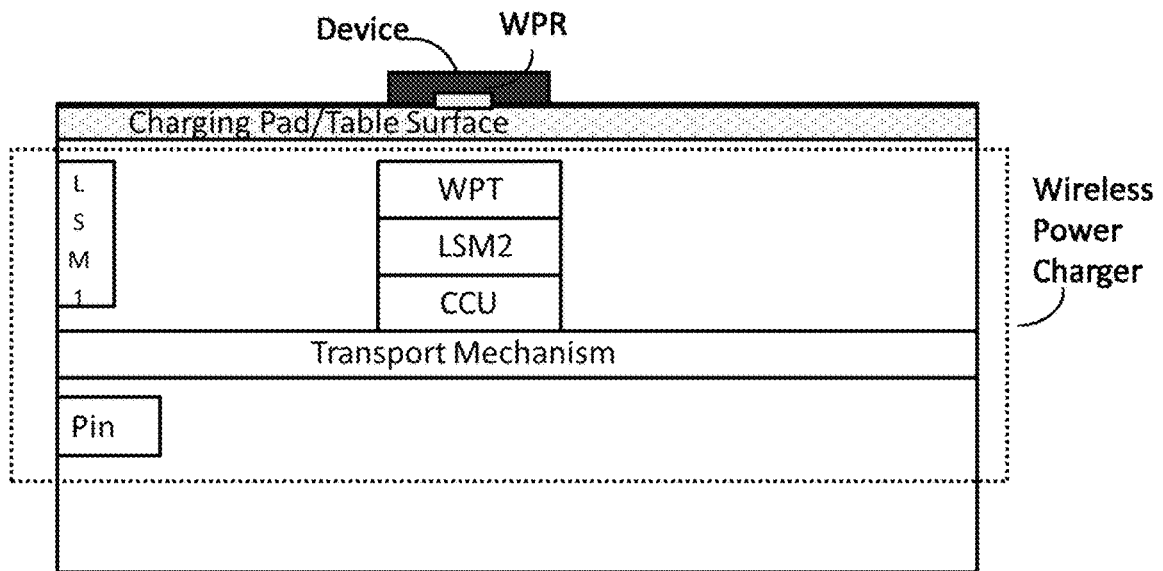 Device
WPR
Charging Pad/Table Surface
L
S
M
1
WPT
LSM2
CCU
Transport Mechanism
Pin
Wireless
Power
Charger